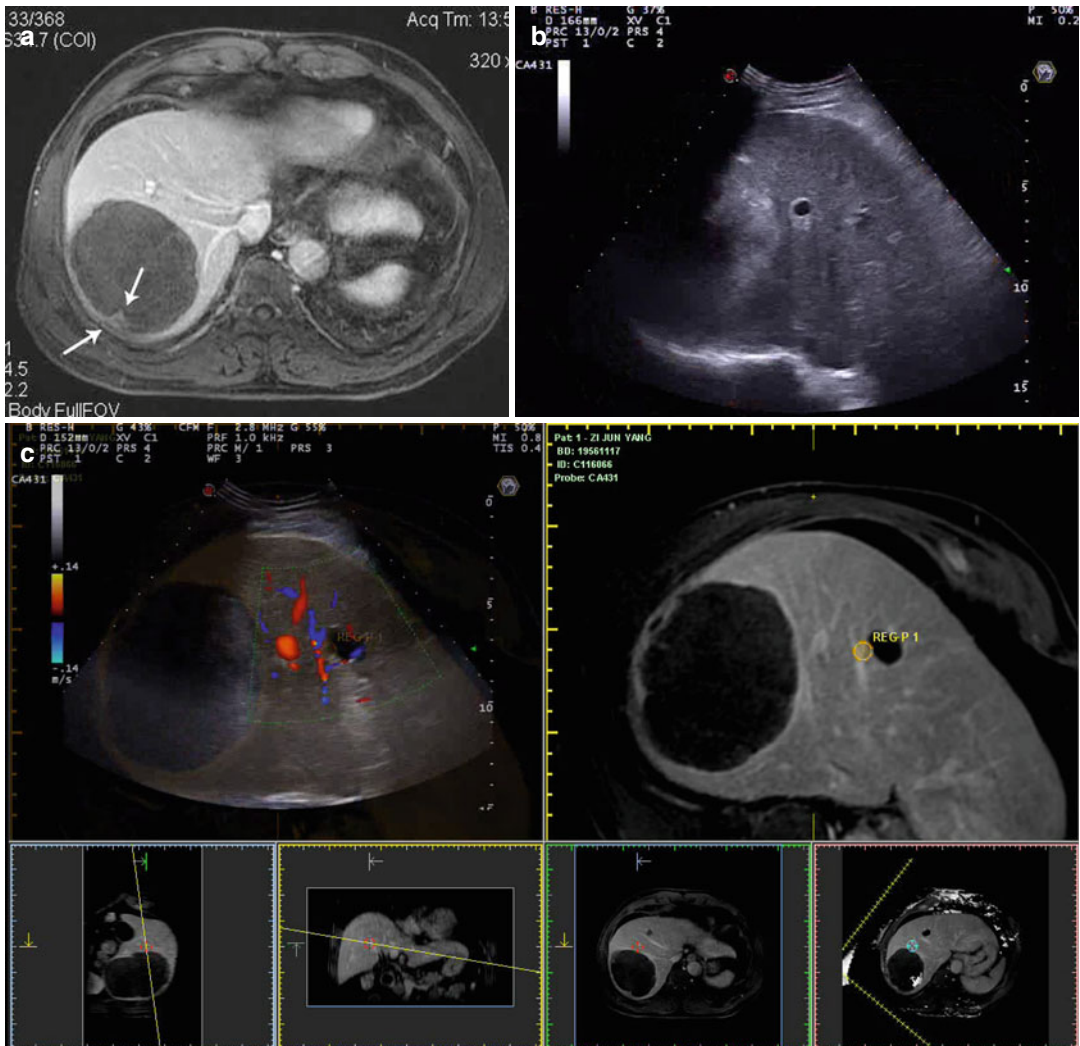 33/368
S34.7 (COI)
a
Acq Tm: 13:5
320 x
1
4.5
2.2
Body FullFOV
b
B RES-H G 37%
D 166mm XV C1
PRC 13/0/2 PRS 4
PST 1 C 2
P 50%
MI 0.2
CA431
0
5
10
15
c
B RES-H G 43% CFM F 2.8 MHz G 55%
D 152mm XV C1 PRF 1.0 kHz
PRC 13/0/2 PRS 4 PRC M/ 1 PRS 3
PST 1 C 2 WF 3
P 50%
MI 0.8
TIS 0.4
CA431
+.14
-.14
m/s
0
5
10
REG-P 1
Pat: 1 - ZI JUN YANG
BD: 19561117
ID: C116066
Probe: CA431
REG-P 1